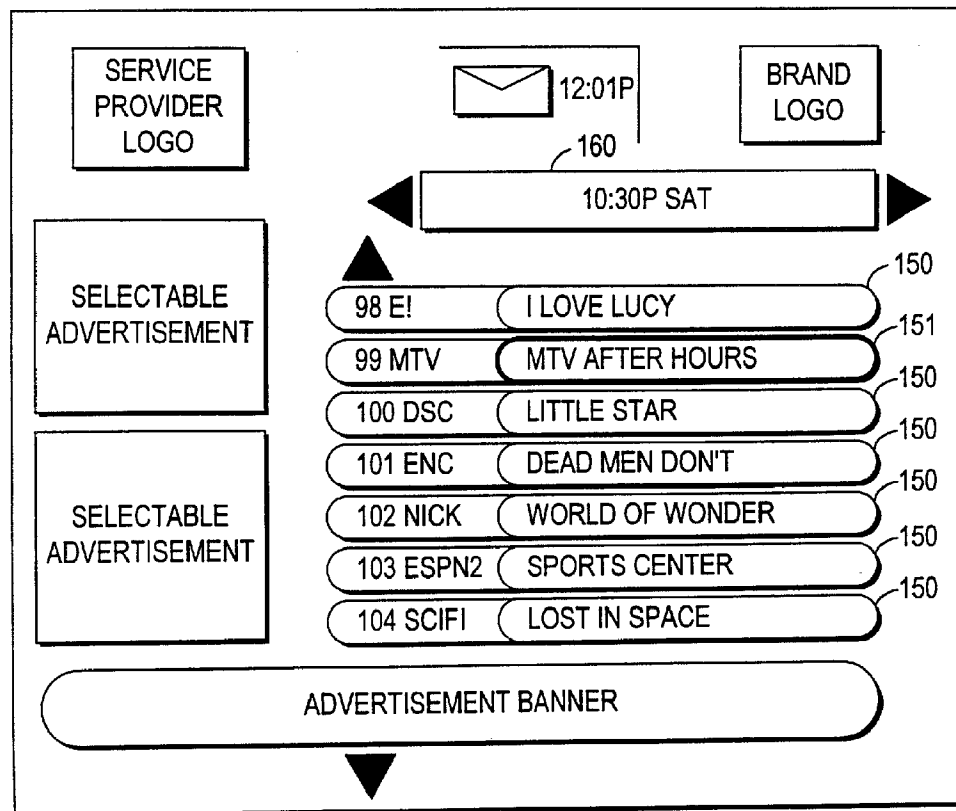 SERVICE
PROVIDER
LOGO
12:01P
BRAND
LOGO
160
10:30P SAT
SELECTABLE
ADVERTISEMENT
150
98 E! I LOVE LUCY
151
99 MTV MTV AFTER HOURS
150
100 DSC LITTLE STAR
150
101 ENC DEAD MEN DON'T
150
102 NICK WORLD OF WONDER
150
103 ESPN2 SPORTS CENTER
150
104 SCIFI LOST IN SPACE
SELECTABLE
ADVERTISEMENT
ADVERTISEMENT BANNER